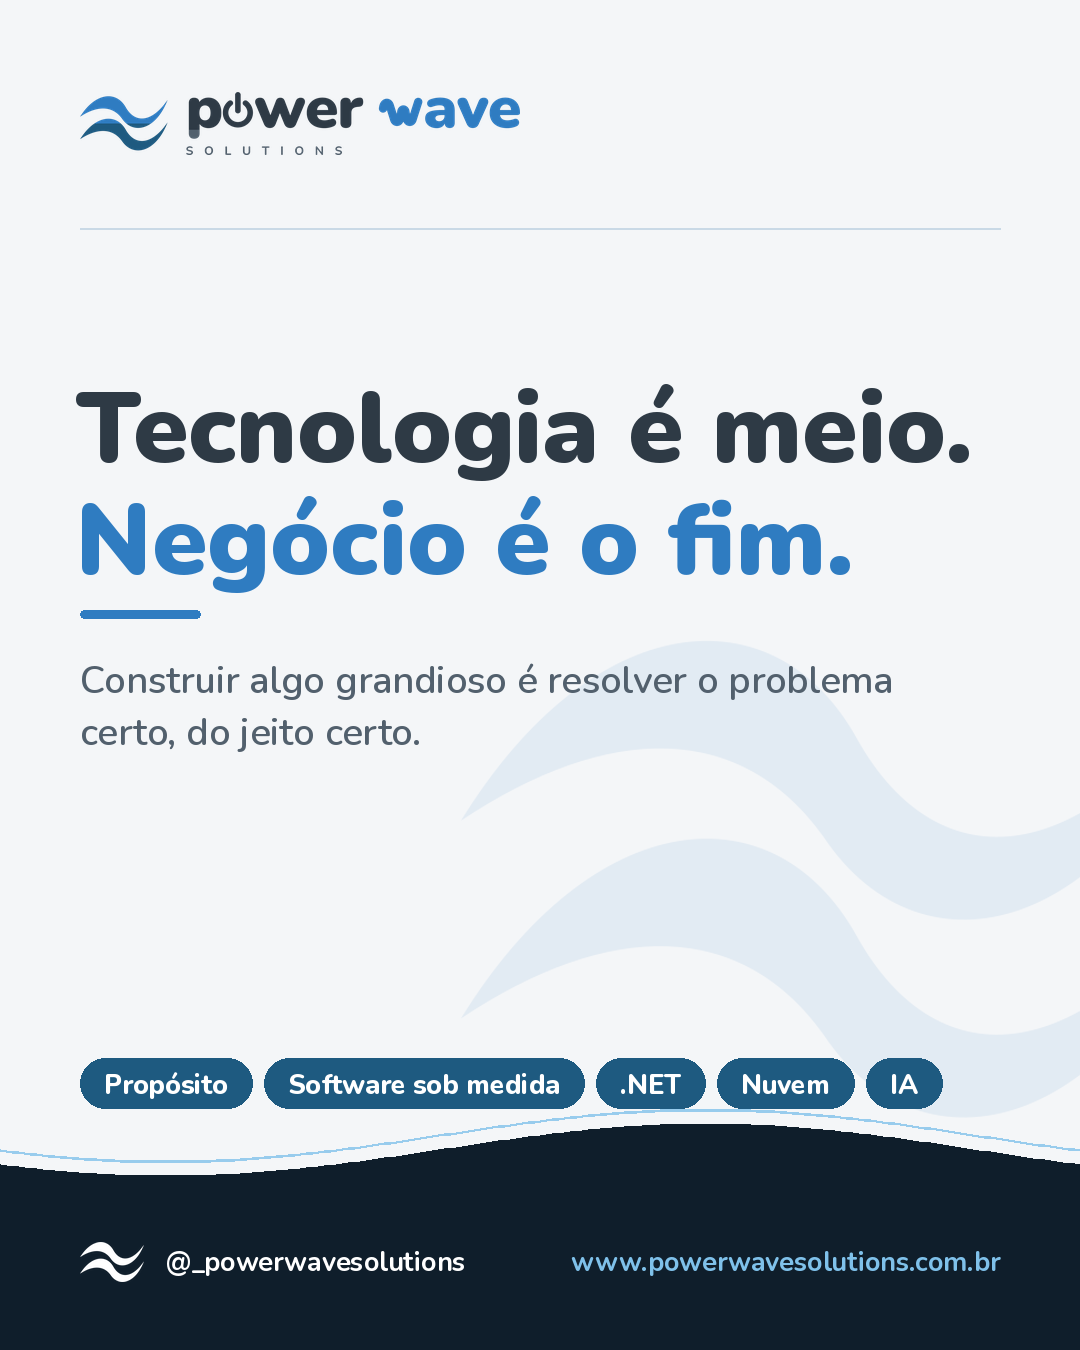 power wave
SOLUTIONS
Tecnologia é meio.
Negócio é o fim.
Construir algo grandioso é resolver o problema
certo, do jeito certo.
Propósito Software sob medida .NET Nuvem IA
@_powerwavesolutions www.powerwavesolutions.com.br